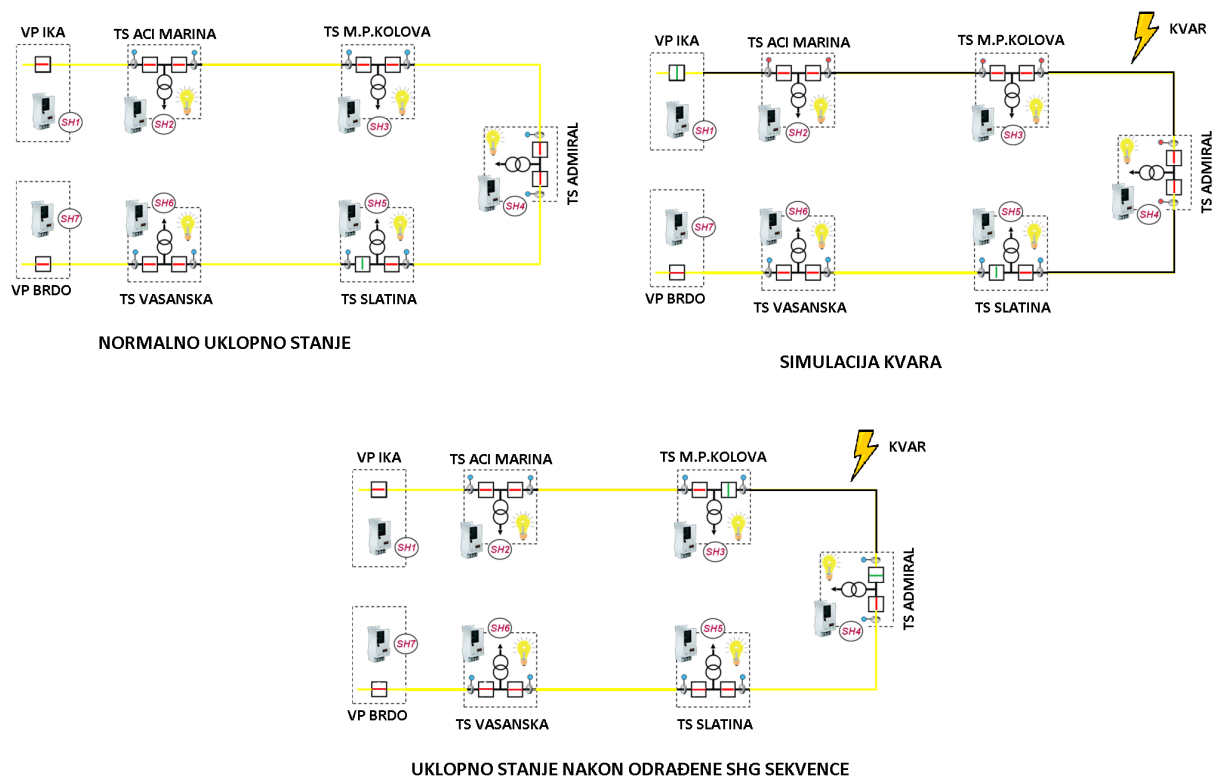 VP IKA
TS ACI MARINA
TS M.P.KOLOVA
SH1
SH2
SH3
TS ADMIRAL
SH4
SH7
SH6
SH5
VP BRDO
TS VASANSKA
TS SLATINA
NORMALNO UKLOPNO STANJE
KVAR
VP IKA
TS ACI MARINA
TS M.P.KOLOVA
SH1
SH2
SH3
TS ADMIRAL
SH4
SH7
SH6
SH5
VP BRDO
TS VASANSKA
TS SLATINA
SIMULACIJA KVARA
KVAR
VP IKA
TS ACI MARINA
TS M.P.KOLOVA
SH1
SH2
SH3
TS ADMIRAL
SH4
SH7
SH6
SH5
VP BRDO
TS VASANSKA
TS SLATINA
UKLOPNO STANJE NAKON ODRAĐENE SHG SEKVENCE